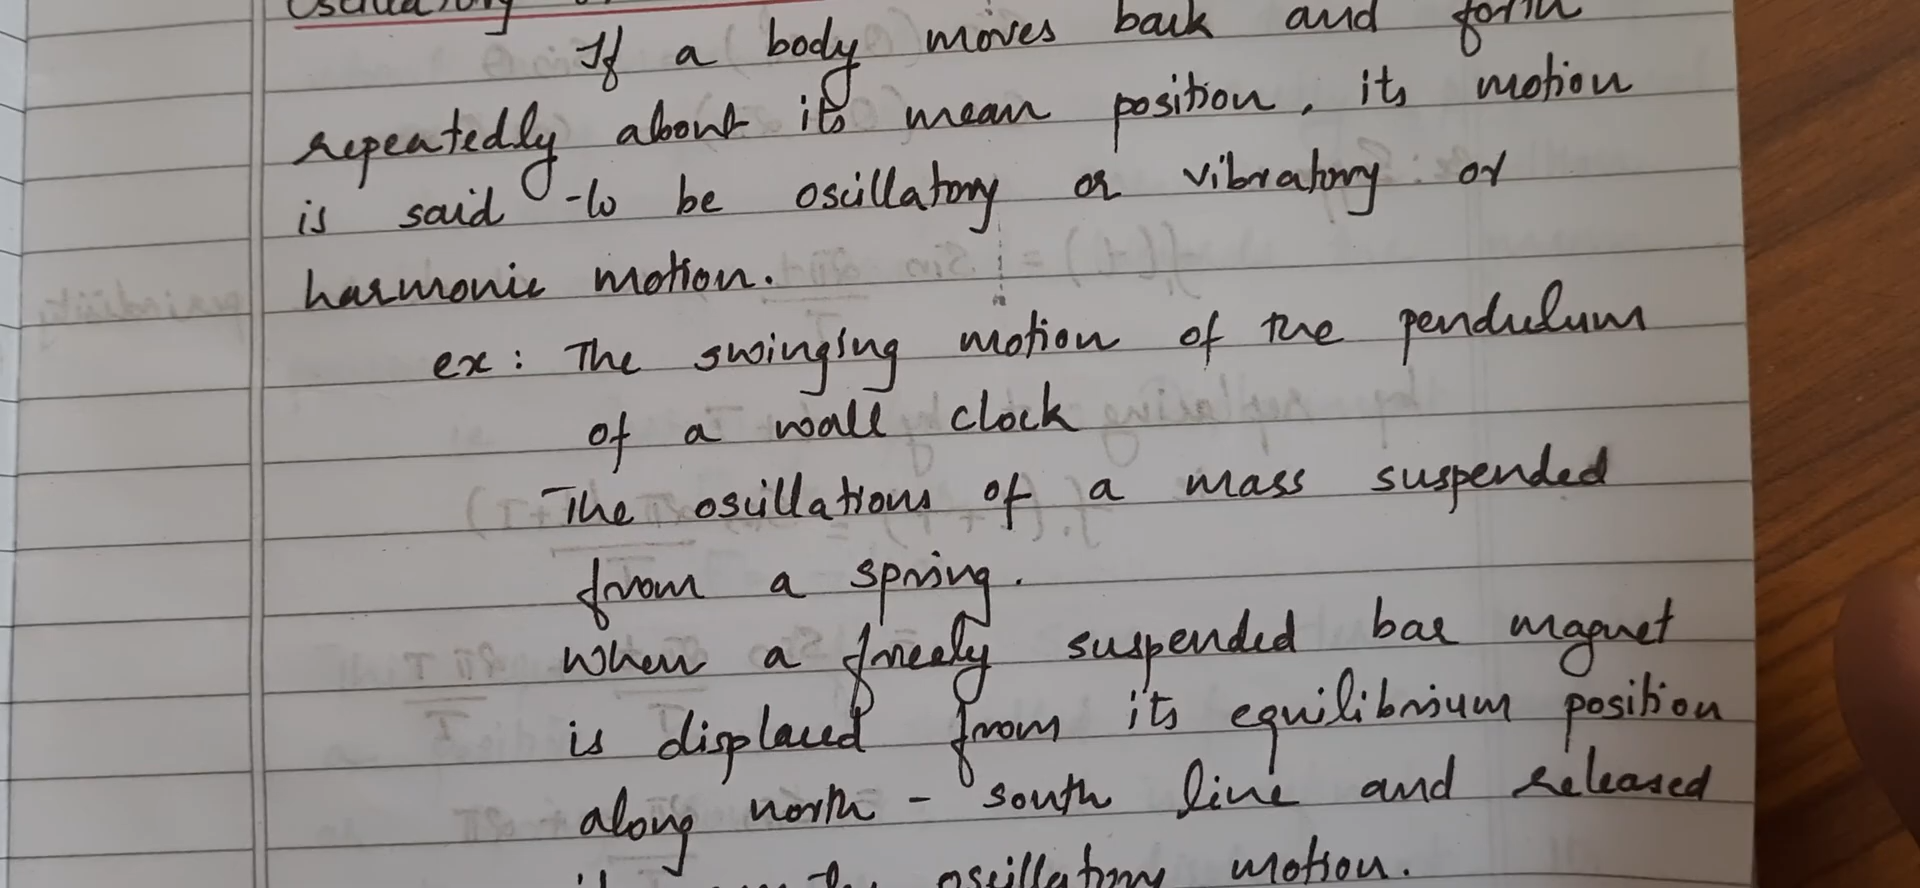 Oscillatory
If a body moves back and forth
repeatedly about its mean position, its motion
is said to be oscillatory or vibratory or
harmonic motion.
ex: The swinging motion of the pendulum
of a wall clock
The oscillations of a mass suspended
from a spring.
When a freely suspended bar magnet
is displaced from its equilibrium position
along north - south line and released
oscillatory motion.